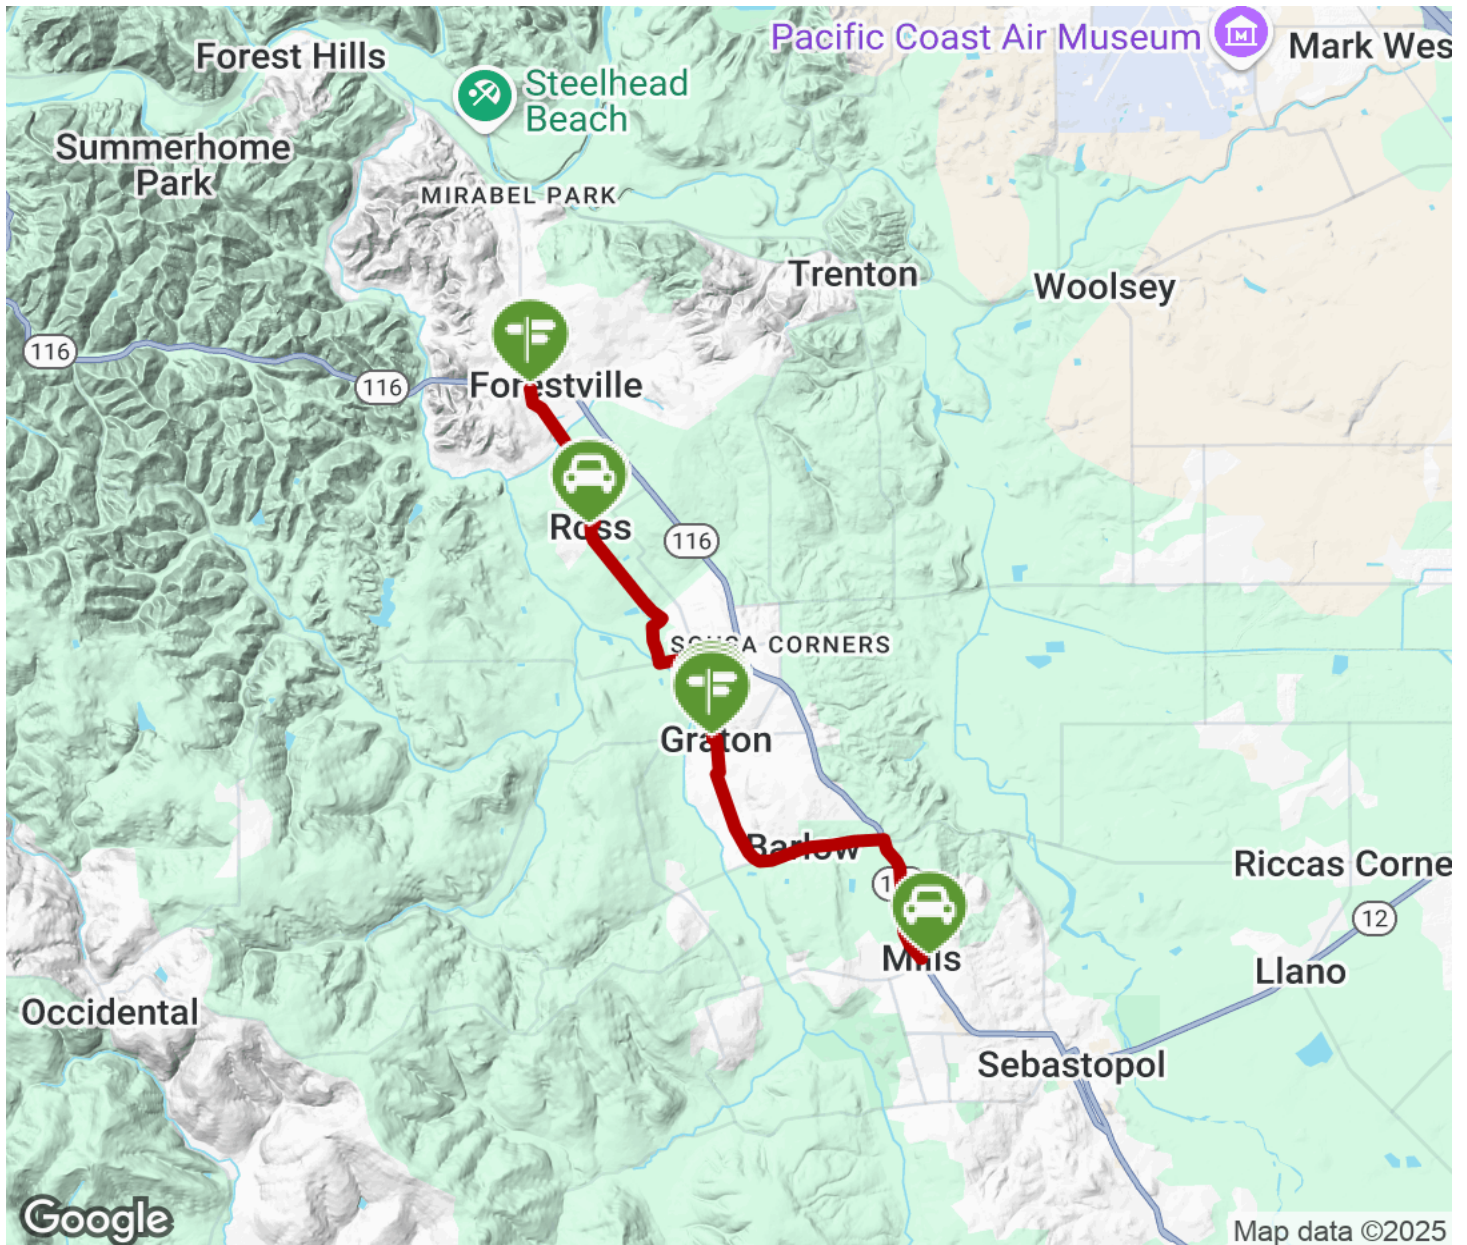 Pacific Coast Air Museum
Mark Wes
Forest Hills
Steelhead
Beach
Summerhome
Park
MIRABEL PARK
Trenton
Woolsey
116
116
Forestville
Ross
116
CORNERS
Graton
Barlow
Riccas Corne
12
Mills
Llano
Occidental
Sebastopol
Google
Map data ©2025